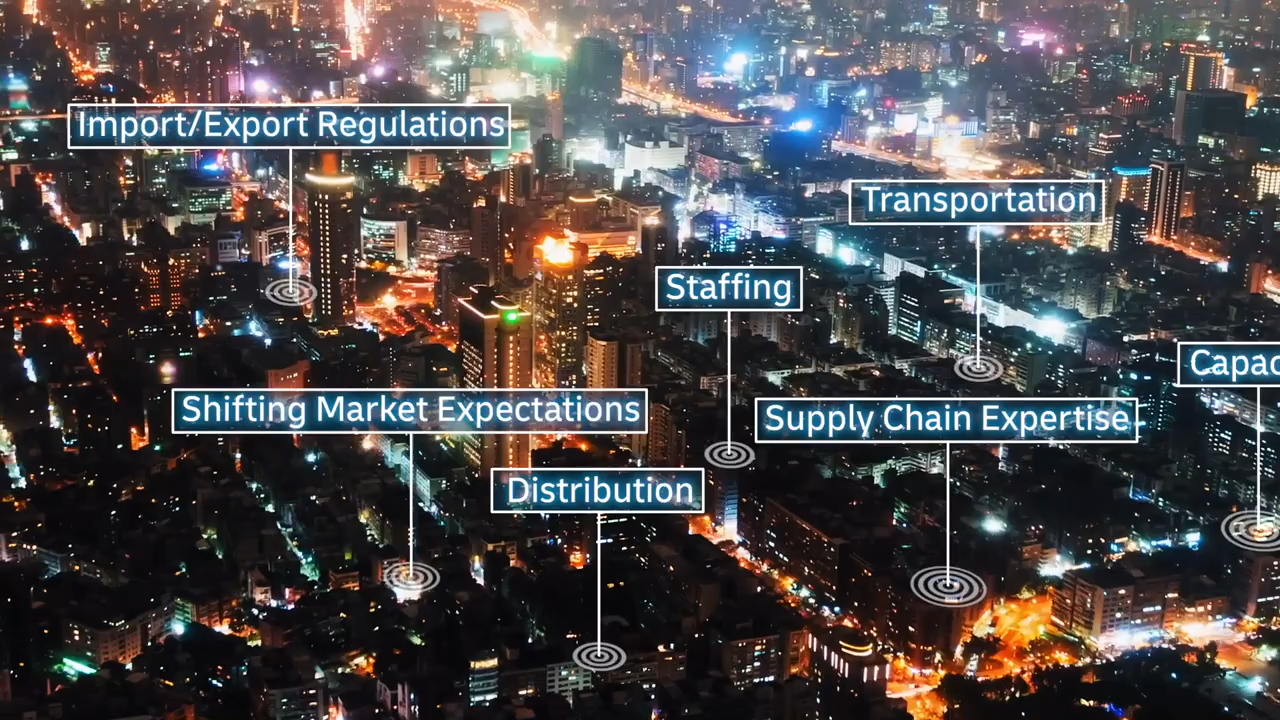 Import/Export Regulations
Transportation
Staffing
Capac
Shifting Market Expectations
Supply Chain Expertise
Distribution